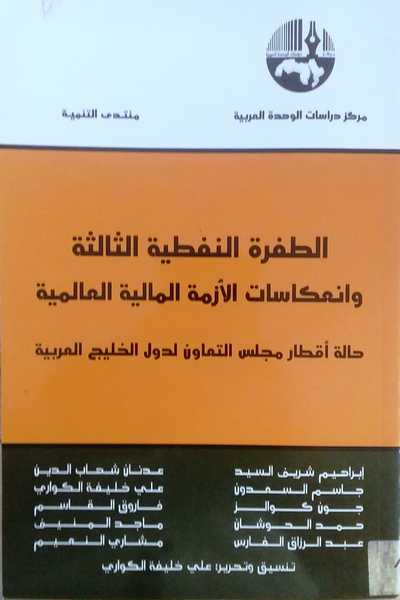 مركز دراسات الوحدة العربية
منتدى التنمية
الطفرة النفطية الثالثة
وانعكاسات الأزمة المالية العالمية
حالة أقطار مجلس التعاون لدول الخليج العربية
إبراهيم شريف السيد
جاسم السعدون
جون كوالز
حمد الحوشان
عبد الرزاق الفارس
عدنان شهاب الدين
علي خليفة الكواري
فاروق القاسم
ماجد المنيف
مشاري النعيم
تنسيق وتحرير: علي خليفة الكواري